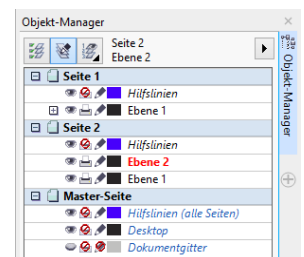 Objekt-Manager
Seite 2
Ebene 2
Seite 1
Hilfslinien
Ebene 1
Seite 2
Hilfslinien
Ebene 2
Ebene 1
Master-Seite
Hilfslinien (alle Seiten)
Desktop
Dokumentgitter
Objekt-Manager